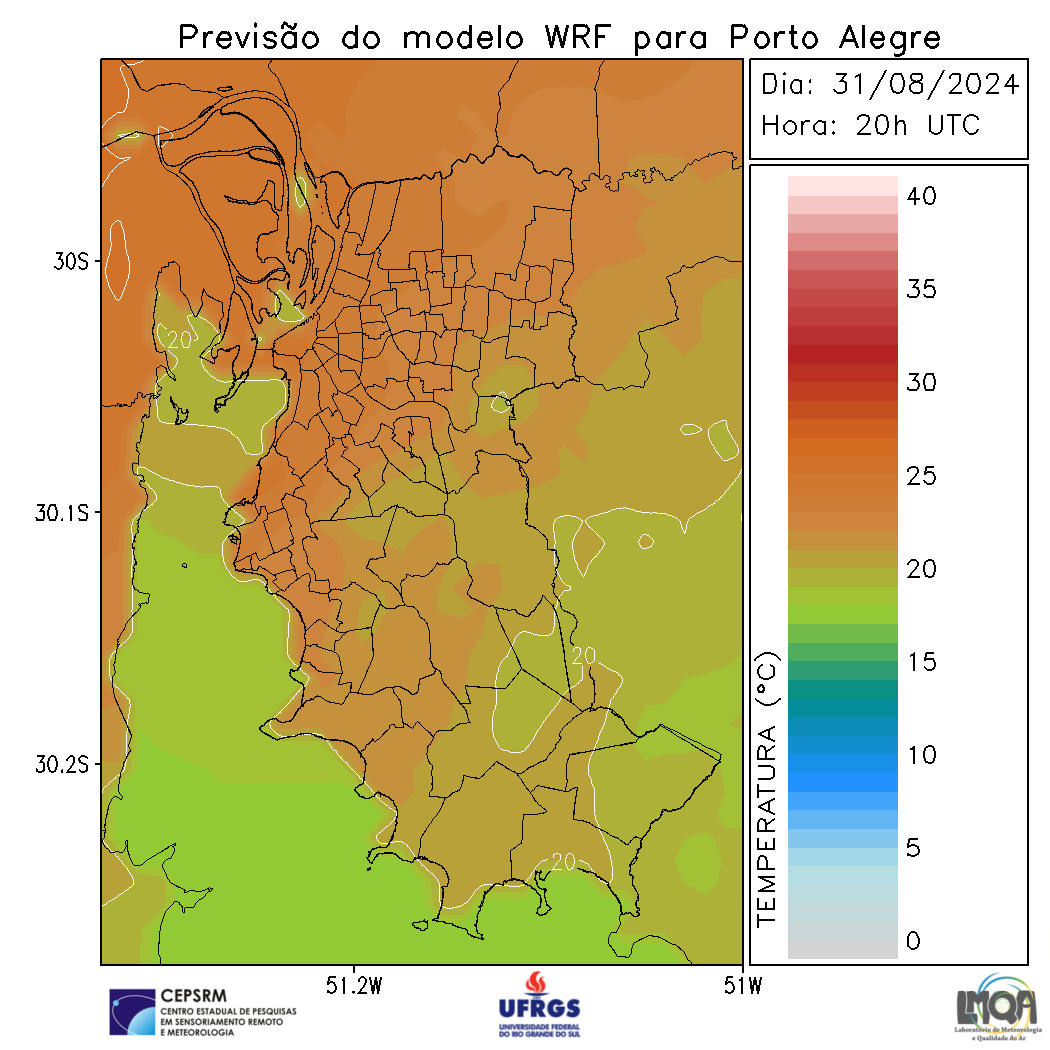 Previsão do modelo WRF para Porto Alegre
Dia: 31/08/2024
Hora: 20h UTC
40
35
30
25
20
15
10
5
0
TEMPERATURA (°C)
30S
30.1S
30.2S
20
20
20
51.2W
51W
CEPSRM
CENTRO ESTADUAL DE PESQUISAS
EM SENSORIAMENTO REMOTO
E METEOROLOGIA
UFRGS
UNIVERSIDADE FEDERAL
DO RIO GRANDE DO SUL
LMQA
Laboratório de Meteorologia
e Qualidade do Ar